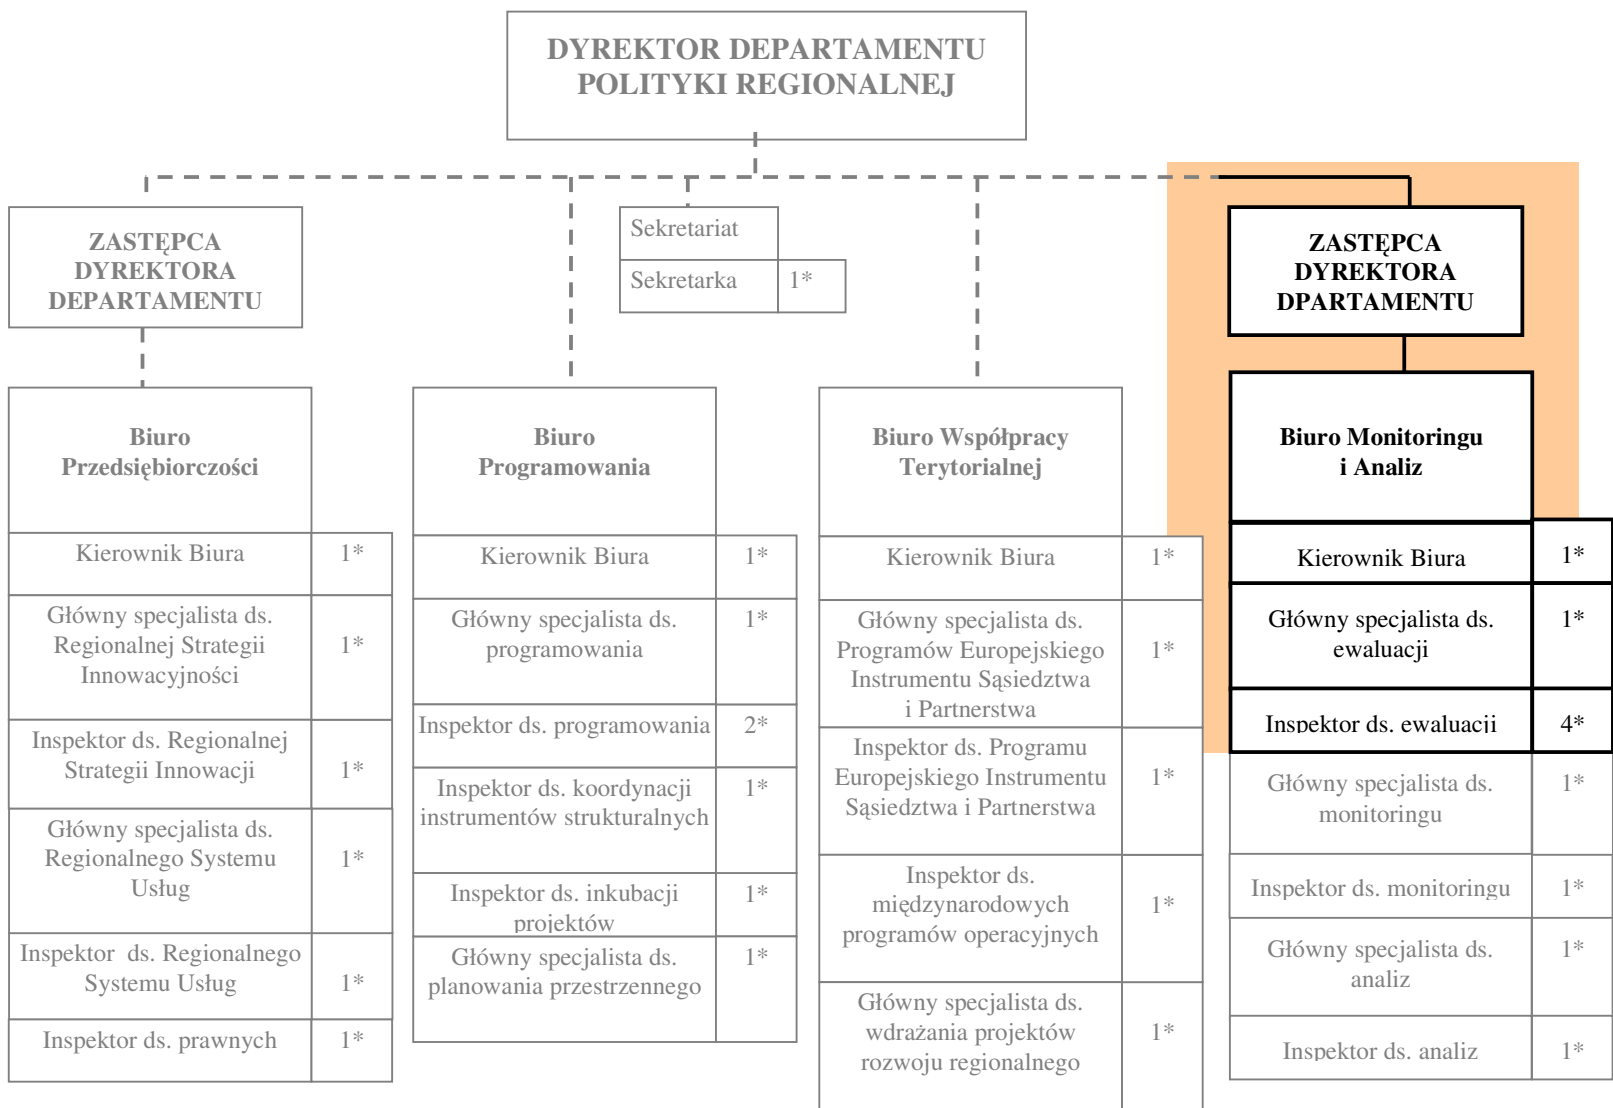 DYREKTOR DEPARTAMENTU
POLITYKI REGIONALNEJ
ZASTĘPCA
DYREKTORA
DEPARTAMENTU
Sekretariat
Sekretarka 1*
ZASTĘPCA
DYREKTORA
DPARTAMENTU
Biuro
Przedsiębiorczości
Kierownik Biura 1*
Główny specjalista ds.
Regionalnej Strategii 1*
Innowacyjności
Inspektor ds. Regionalnej
Strategii Innowacji 1*
Główny specjalista ds.
Regionalnego Systemu 1*
Usług
Inspektor ds. Regionalnego
Systemu Usług 1*
Inspektor ds. prawnych 1*
Biuro
Programowania
Kierownik Biura 1*
Główny specjalista ds. 1*
programowania
Inspektor ds. programowania 2*
Inspektor ds. koordynacji 1*
instrumentów strukturalnych
Inspektor ds. inkubacji 1*
projektów
Główny specjalista ds. 1*
planowania przestrzennego
Biuro Współpracy
Terytorialnej
Kierownik Biura 1*
Główny specjalista ds.
Programów Europejskiego 1*
Instrumentu Sąsiedztwa
i Partnerstwa
Inspektor ds. Programu
Europejskiego Instrumentu 1*
Sąsiedztwa i Partnerstwa
Inspektor ds.
międzynarodowych 1*
programów operacyjnych
Główny specjalista ds.
wdrażania projektów 1*
rozwoju regionalnego
Biuro Monitoringu
i Analiz
Kierownik Biura 1*
Główny specjalista ds. 1*
ewaluacji
Inspektor ds. ewaluacji 4*
Główny specjalista ds. 1*
monitoringu
Inspektor ds. monitoringu 1*
Główny specjalista ds. 1*
analiz
Inspektor ds. analiz 1*